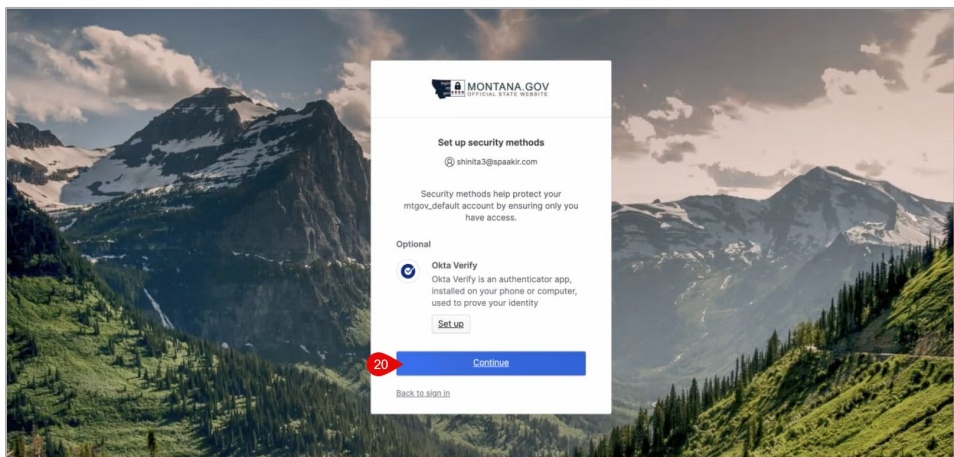 MONTANA.GOV
OFFICIAL STATE WEBSITE
Set up security methods
shinita3@spaakir.com
Security methods help protect your
mtgov_default account by ensuring only you
have access.
Optional
Okta Verify
Okta Verify is an authenticator app,
installed on your phone or computer,
used to prove your identity
Set up
20
Continue
Back to sign in